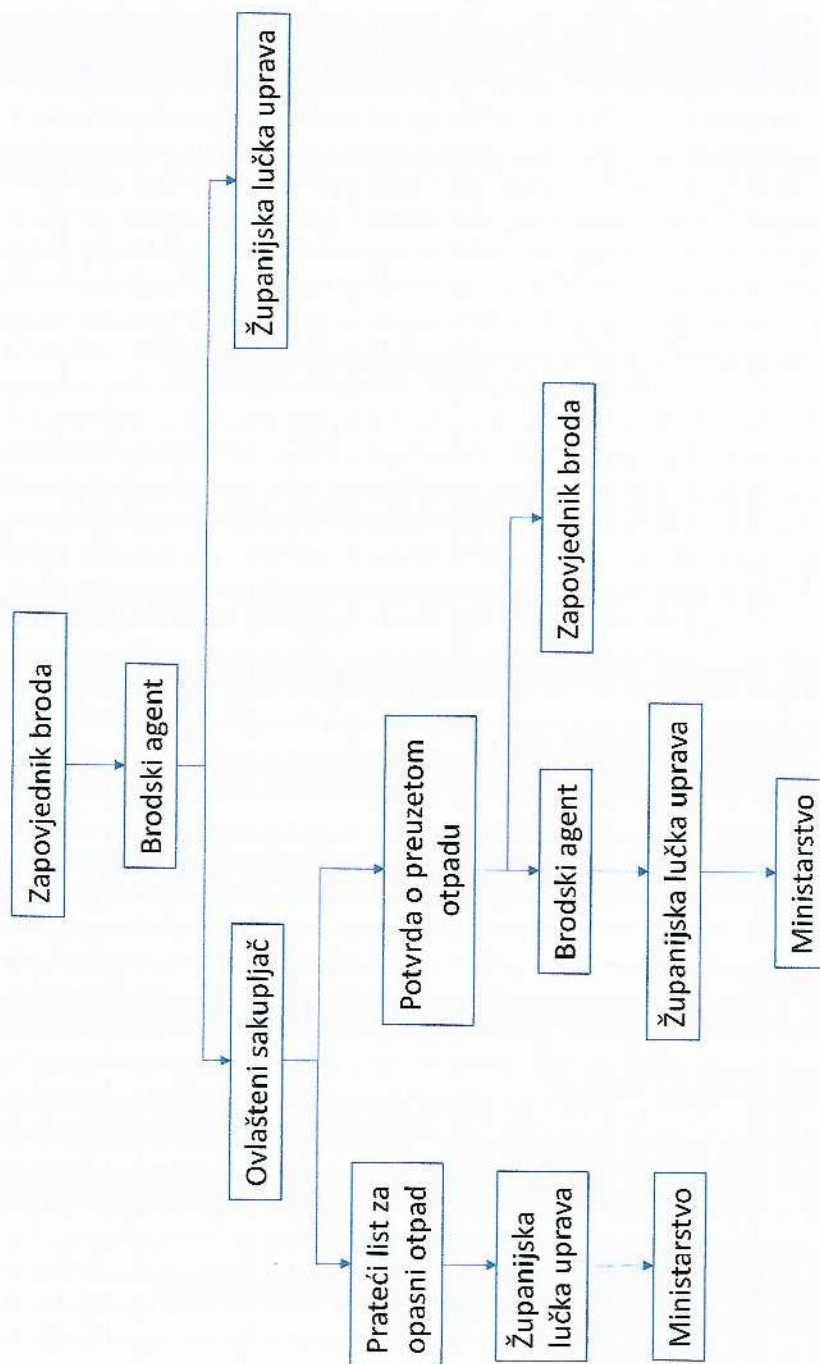 Zapovjednik broda
Brodski agent
Ovlašteni sakupljač
Županijska lučka uprava
Prateći list za
opasni otpad
Potvrda o preuzetom
otpadu
Županijska
lučka uprava
Brodski agent
Zapovjednik broda
Ministarstvo
Županijska lučka uprava
Ministarstvo